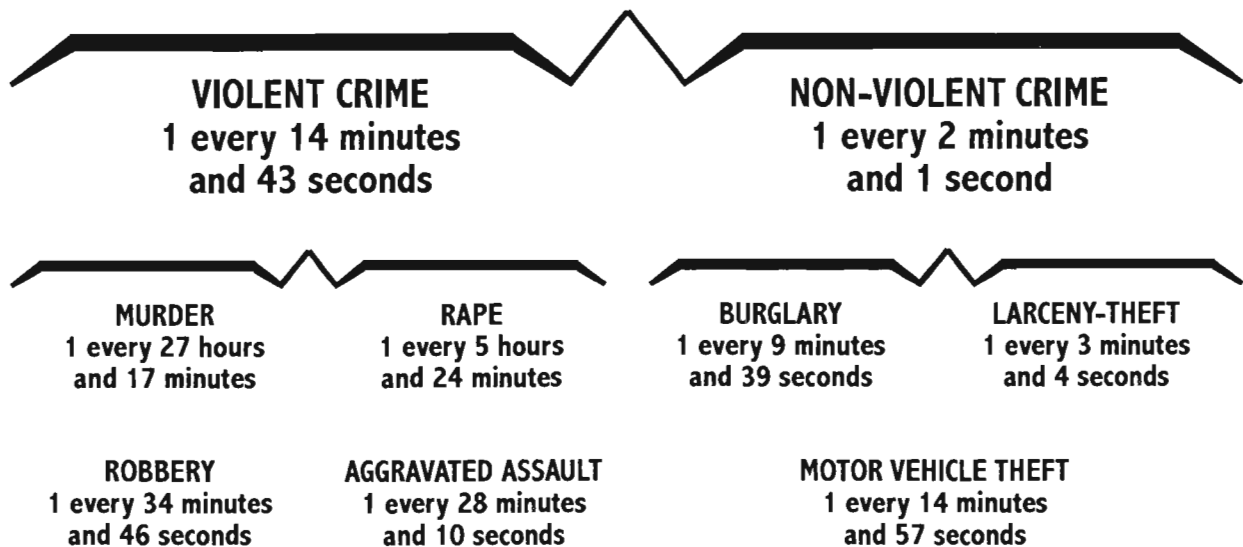 VIOLENT CRIME
1 every 14 minutes
and 43 seconds
NON-VIOLENT CRIME
1 every 2 minutes
and 1 second
MURDER
1 every 27 hours
and 17 minutes
RAPE
1 every 5 hours
and 24 minutes
BURGLARY
1 every 9 minutes
and 39 seconds
LARCENY-THEFT
1 every 3 minutes
and 4 seconds
ROBBERY
1 every 34 minutes
and 46 seconds
AGGRAVATED ASSAULT
1 every 28 minutes
and 10 seconds
MOTOR VEHICLE THEFT
1 every 14 minutes
and 57 seconds